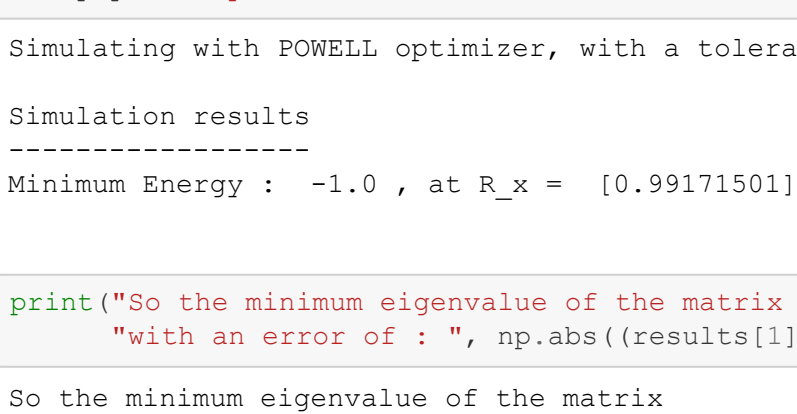 Simulating with POWELL optimizer, with a
Simulation results
------------------
Minimum Energy :  -1.0 , at R_x =  [0.99171501]
print("So the minimum eigenvalue of the matrix
"with an error of : ", np.abs((results[1]
So the minimum eigenvalue of the matrix